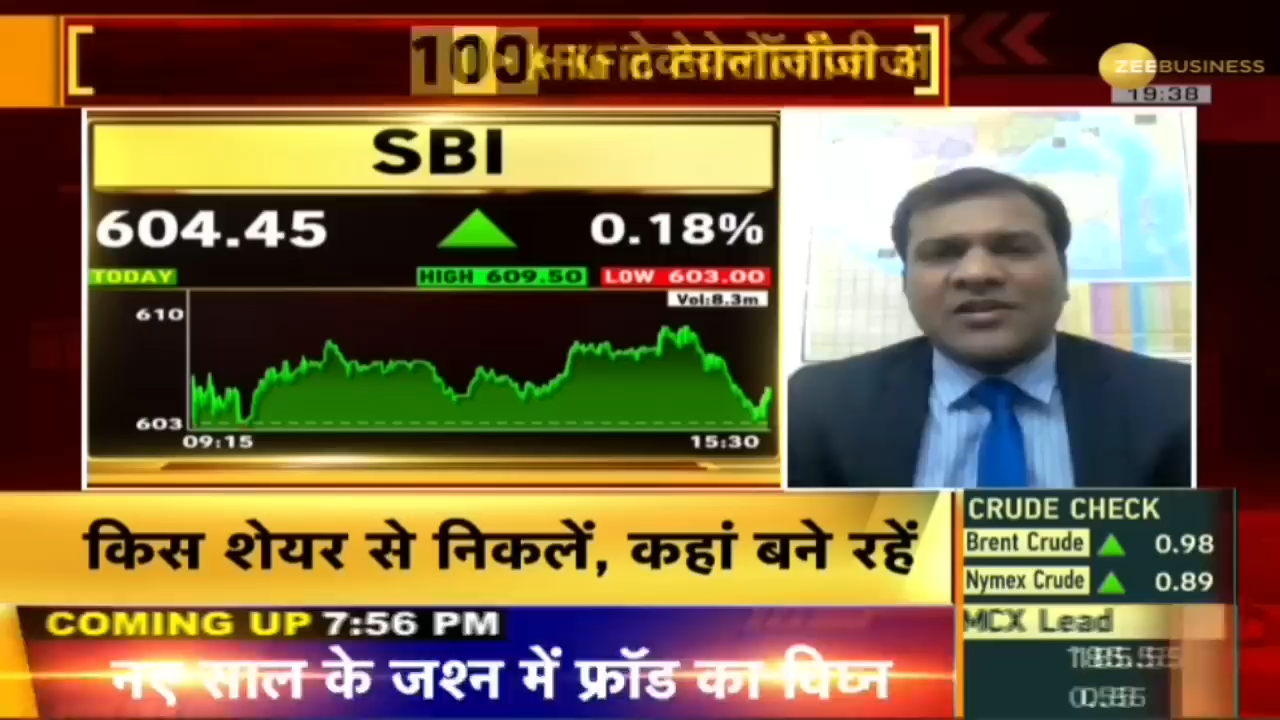 100
ZEEBUSINESS
19:38
SBI
604.45 0.18%
TODAY HIGH 609.50 LOW 603.00
Vol:8.3m
610
603
09:15 15:30
किस शेयर से निकलें, कहां बने रहें
CRUDE CHECK
Brent Crude 0.98
Nymex Crude 0.89
MCX Lead
COMING UP 7:56 PM
नए साल के जश्न में फ्रॉड का विघ्न